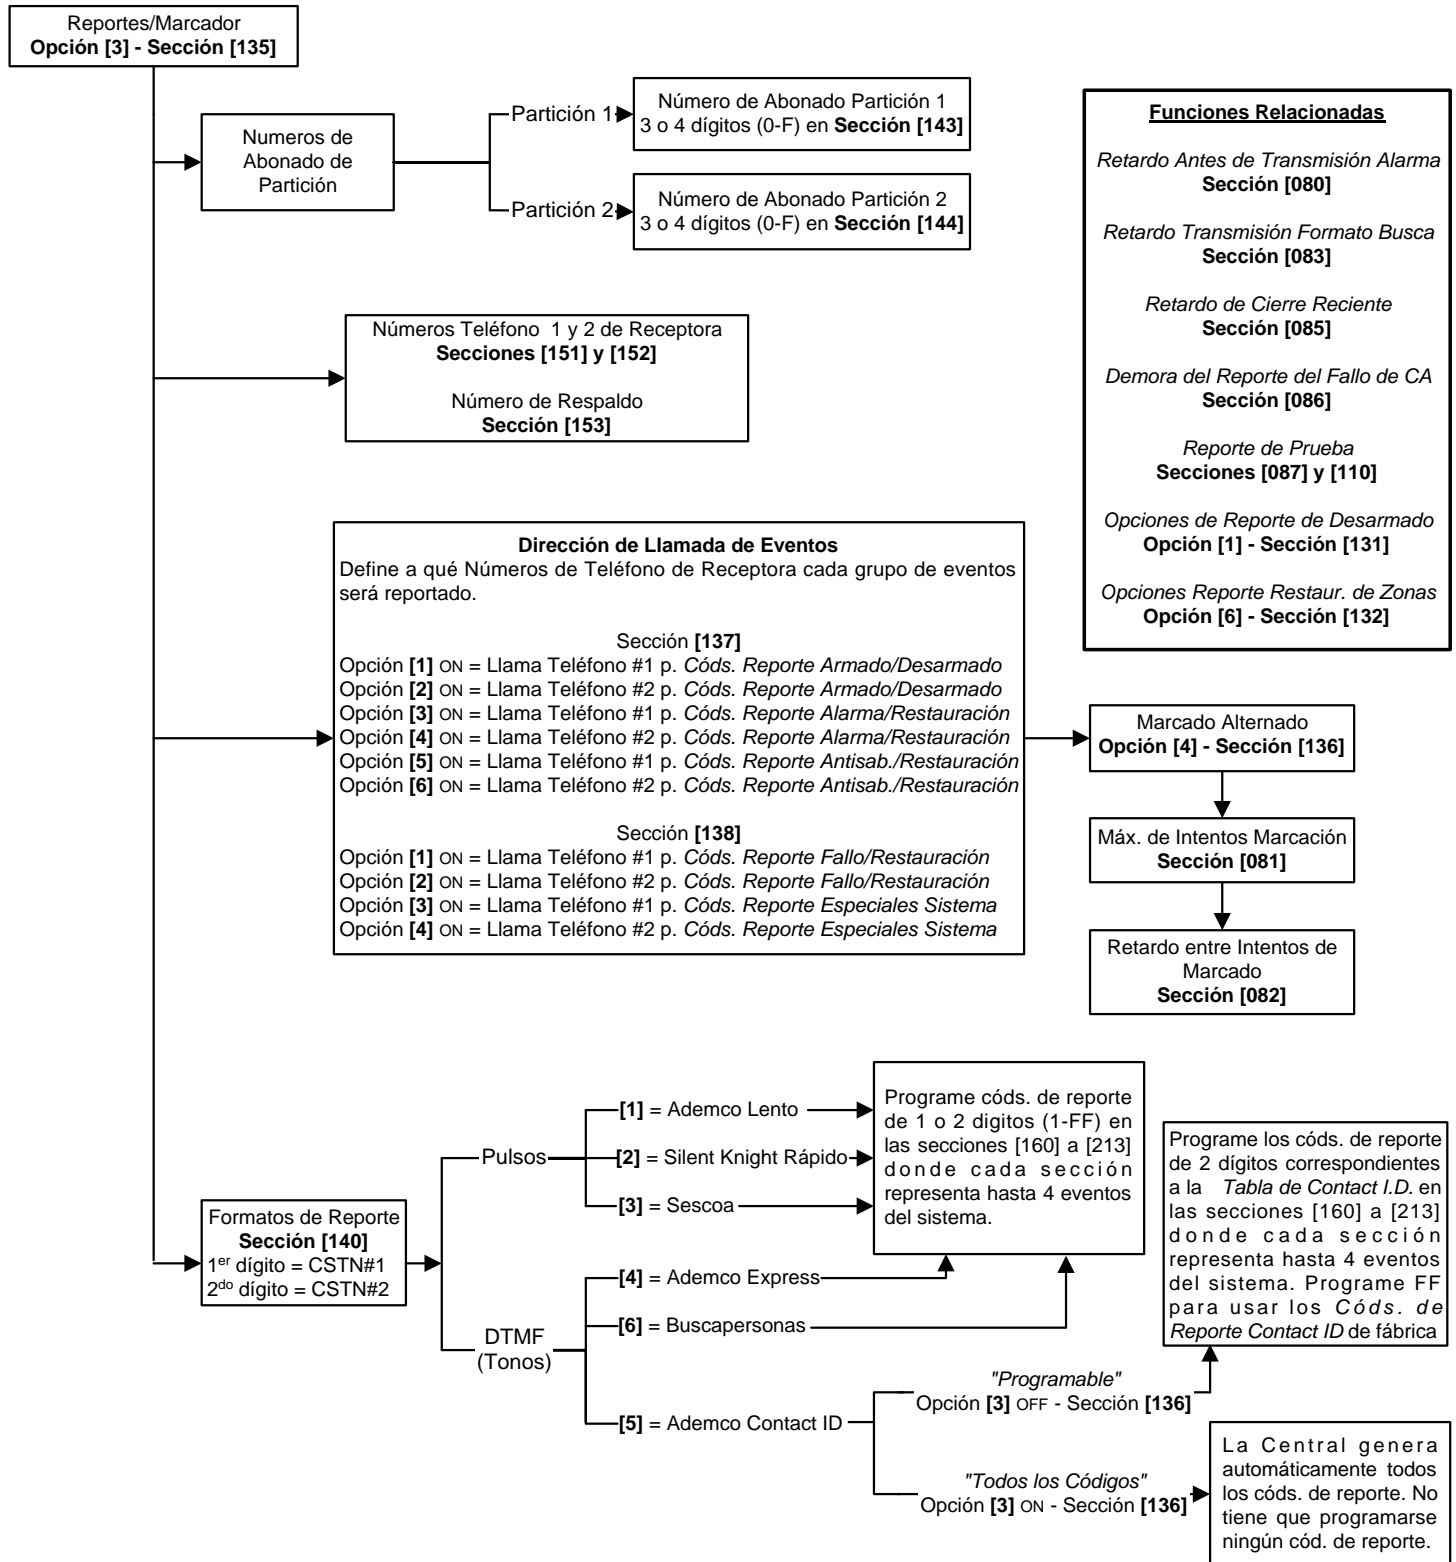 Reportes/Marcador
Opción [3] - Sección [135]
Numeros de
Abonado de
Partición
Partición 1
Número de Abonado Partición 1
3 o 4 dígitos (0-F) en Sección [143]
Partición 2
Número de Abonado Partición 2
3 o 4 dígitos (0-F) en Sección [144]
Funciones Relacionadas
Retardo Antes de Transmisión Alarma
Sección [080]
Retardo Transmisión Formato Busca
Sección [083]
Retardo de Cierre Reciente
Sección [085]
Demora del Reporte del Fallo de CA
Sección [086]
Reporte de Prueba
Secciones [087] y [110]
Opciones de Reporte de Desarmado
Opción [1] - Sección [131]
Opciones Reporte Restaur. de Zonas
Opción [6] - Sección [132]
Números Teléfono 1 y 2 de Receptora
Secciones [151] y [152]
Número de Respaldo
Sección [153]
Dirección de Llamada de Eventos
Define a qué Números de Teléfono de Receptora cada grupo de eventos
será reportado.
Sección [137]
Opción [1] ON = Llama Teléfono #1 p. Códs. Reporte Armado/Desarmado
Opción [2] ON = Llama Teléfono #2 p. Códs. Reporte Armado/Desarmado
Opción [3] ON = Llama Teléfono #1 p. Códs. Reporte Alarma/Restauración
Opción [4] ON = Llama Teléfono #2 p. Códs. Reporte Alarma/Restauración
Opción [5] ON = Llama Teléfono #1 p. Códs. Reporte Antisab./Restauración
Opción [6] ON = Llama Teléfono #2 p. Códs. Reporte Antisab./Restauración
Sección [138]
Opción [1] ON = Llama Teléfono #1 p. Códs. Reporte Fallo/Restauración
Opción [2] ON = Llama Teléfono #2 p. Códs. Reporte Fallo/Restauración
Opción [3] ON = Llama Teléfono #1 p. Códs. Reporte Especiales Sistema
Opción [4] ON = Llama Teléfono #2 p. Códs. Reporte Especiales Sistema
Marcado Alternado
Opción [4] - Sección [136]
Máx. de Intentos Marcación
Sección [081]
Retardo entre Intentos de
Marcado
Sección [082]
Formatos de Reporte
Sección [140]
1er dígito = CSTN#1
2do dígito = CSTN#2
Pulsos
[1] = Ademco Lento
[2] = Silent Knight Rápido
[3] = Sescoa
Programe códs. de reporte
de 1 o 2 digitos (1-FF) en
las secciones [160] a [213]
donde cada sección
representa hasta 4 eventos
del sistema.
DTMF
(Tonos)
[4] = Ademco Express
[6] = Buscapersonas
[5] = Ademco Contact ID
"Programable"
Opción [3] OFF - Sección [136]
Programe los códs. de reporte
de 2 dígitos correspondientes
a la Tabla de Contact I.D. en
las secciones [160] a [213]
donde cada sección
representa hasta 4 eventos
del sistema. Programe FF
para usar los Códs. de
Reporte Contact ID de fábrica
"Todos los Códigos"
Opción [3] ON - Sección [136]
La Central genera
automáticamente todos
los códs. de reporte. No
tiene que programarse
ningún cód. de reporte.